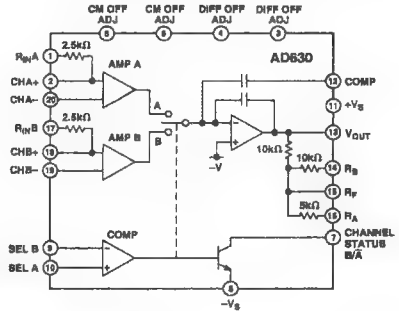 CM OFF ADJ
CM OFF ADJ
DIFF OFF ADJ
DIFF OFF ADJ
6
5
4
3
AD630
RINA
1
2.5kΩ
AMP A
CHA+
2
CHA–
20
A
B
RINB
17
2.5kΩ
AMP B
CHB+
18
CHB–
19
–V
12
COMP
11
+VS
13
VOUT
10kΩ
10kΩ
14
RB
15
RF
5kΩ
16
RA
7
CHANNEL
STATUS
B/A̅
SEL B
9
SEL A
10
COMP
8
–VS